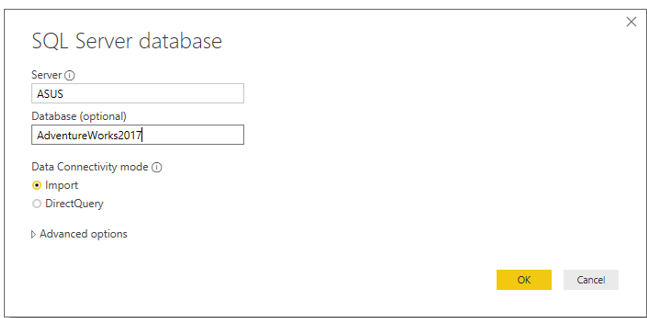 SQL Server database
Server
ASUS
Database (optional)
AdventureWorks2017
Data Connectivity mode
Import
DirectQuery
Advanced options
OK
Cancel